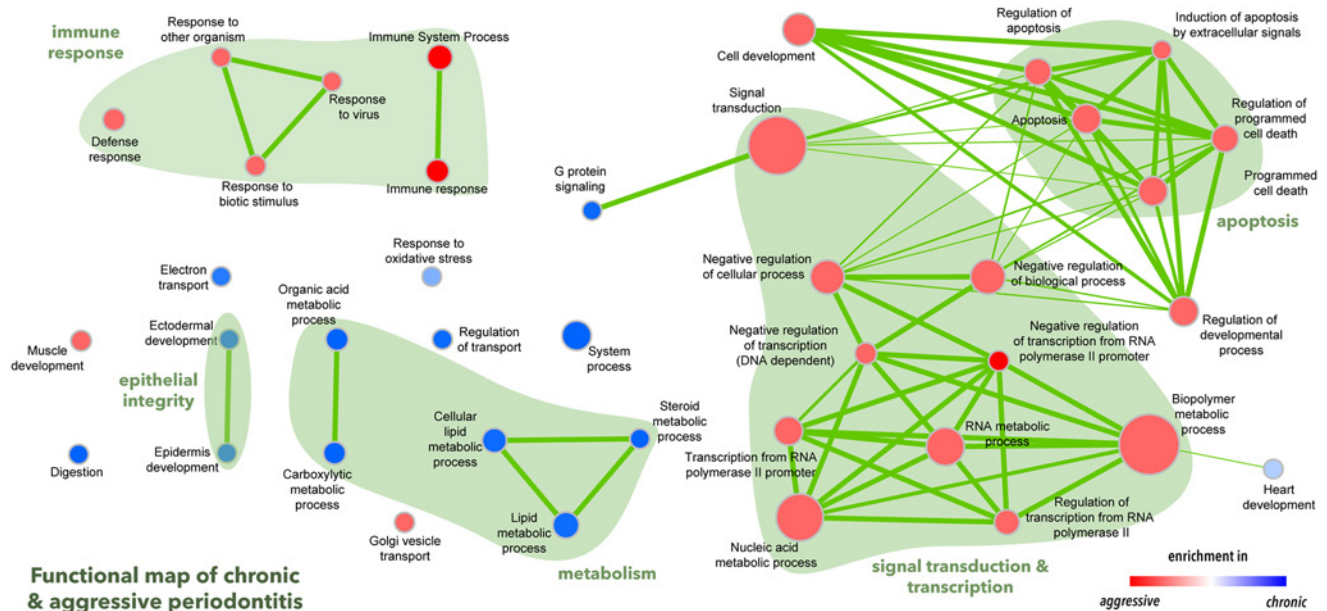 immune
response
Response to
other organism
Immune System Process
Response
to virus
Defense
response
Response to
biotic stimulus
Immune response
Cell development
Regulation of
apoptosis
Induction of apoptosis
by extracellular signals
Signal
transduction
Apoptosis
Regulation of
programmed
cell death
Programmed
cell death
apoptosis
G protein
signaling
Electron
transport
Response to
oxidative stress
Organic acid
metabolic
process
Ectodermal
development
Muscle
development
epithelial
integrity
Regulation
of transport
System
process
Negative regulation
of cellular process
Negative regulation
of biological process
Regulation of
developmental
process
Negative regulation
of transcription
(DNA dependent)
Negative regulation
of transcription from RNA
polymerase II promoter
Digestion
Epidermis
development
Carboxylytic
metabolic
process
Cellular
lipid
metabolic
process
Steroid
metabolic
process
Lipid
metabolic
process
Golgi vesicle
transport
metabolism
RNA metabolic
process
Biopolymer
metabolic
process
Transcription from RNA
polymerase II promoter
Heart
development
Regulation of
transcription from RNA
polymerase II
Nucleic acid
metabolic process
signal transduction &
transcription
Functional map of chronic
& aggressive periodontitis
enrichment in
aggressive
chronic